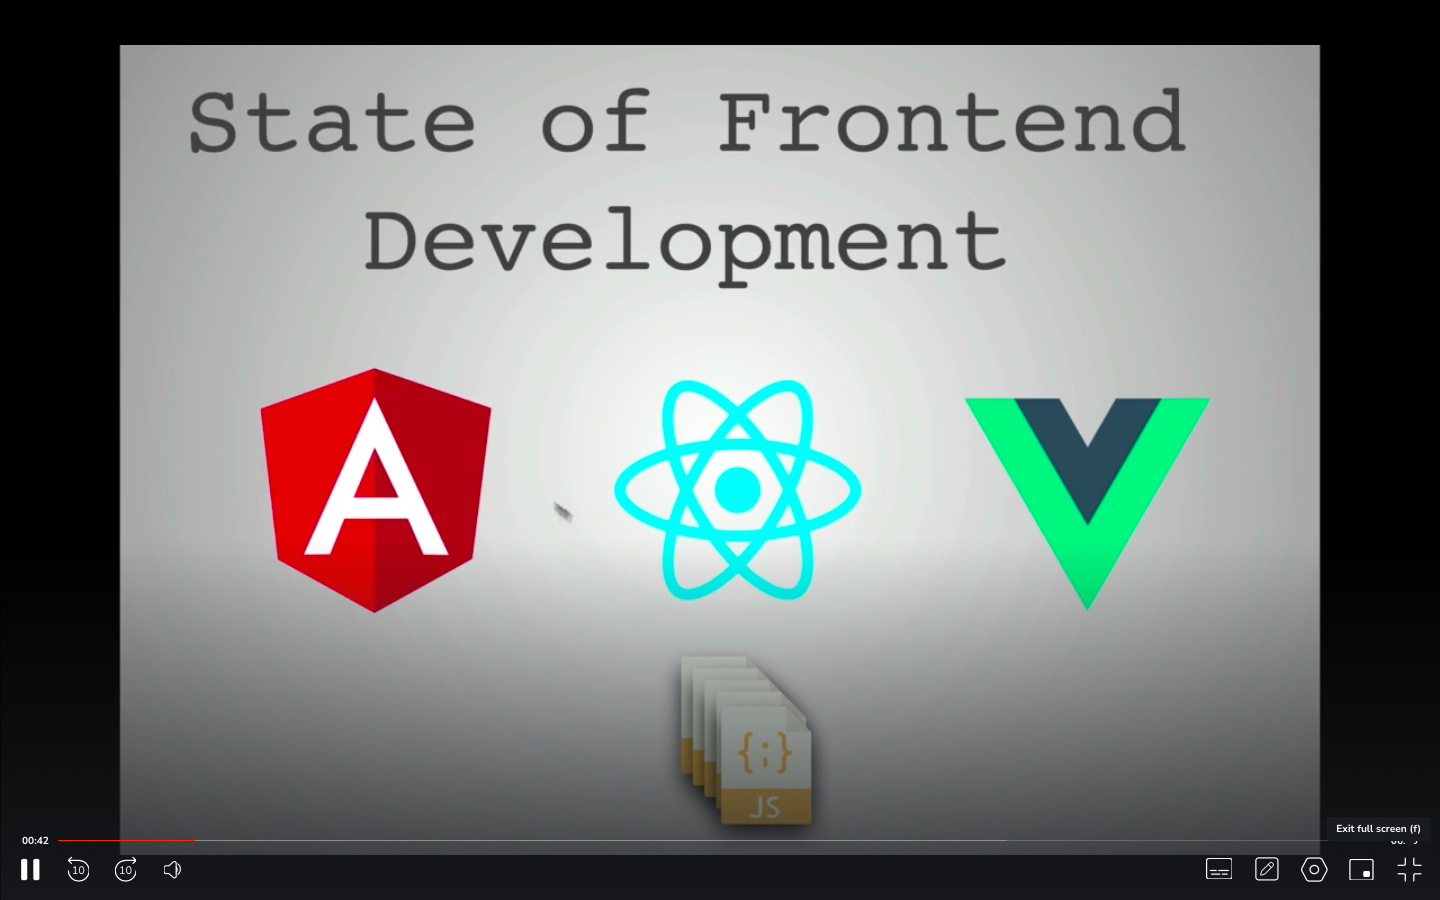 State of Frontend
Development
A
{;}
JS
00:42
Exit full screen (f)
10
10